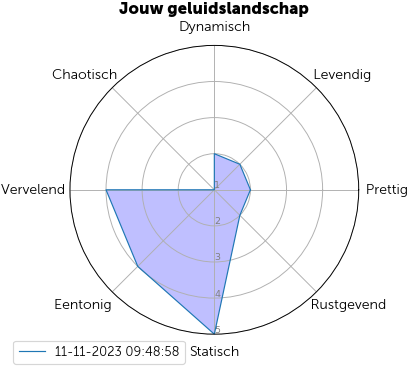 Jouw geluidslandschap
Dynamisch
Chaotisch
Levendig
Vervelend
1
Prettig
2
3
4
Eentonig
Rustgevend
5
11-11-2023 09:48:58
Statisch